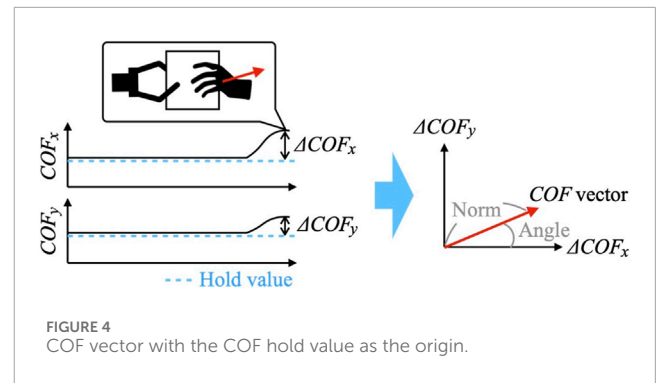 COFx
ΔCOFx
COFy
ΔCOFy
Hold value
ΔCOFy
COF vector
Norm
Angle
ΔCOFx
FIGURE 4
COF vector with the COF hold value as the origin.